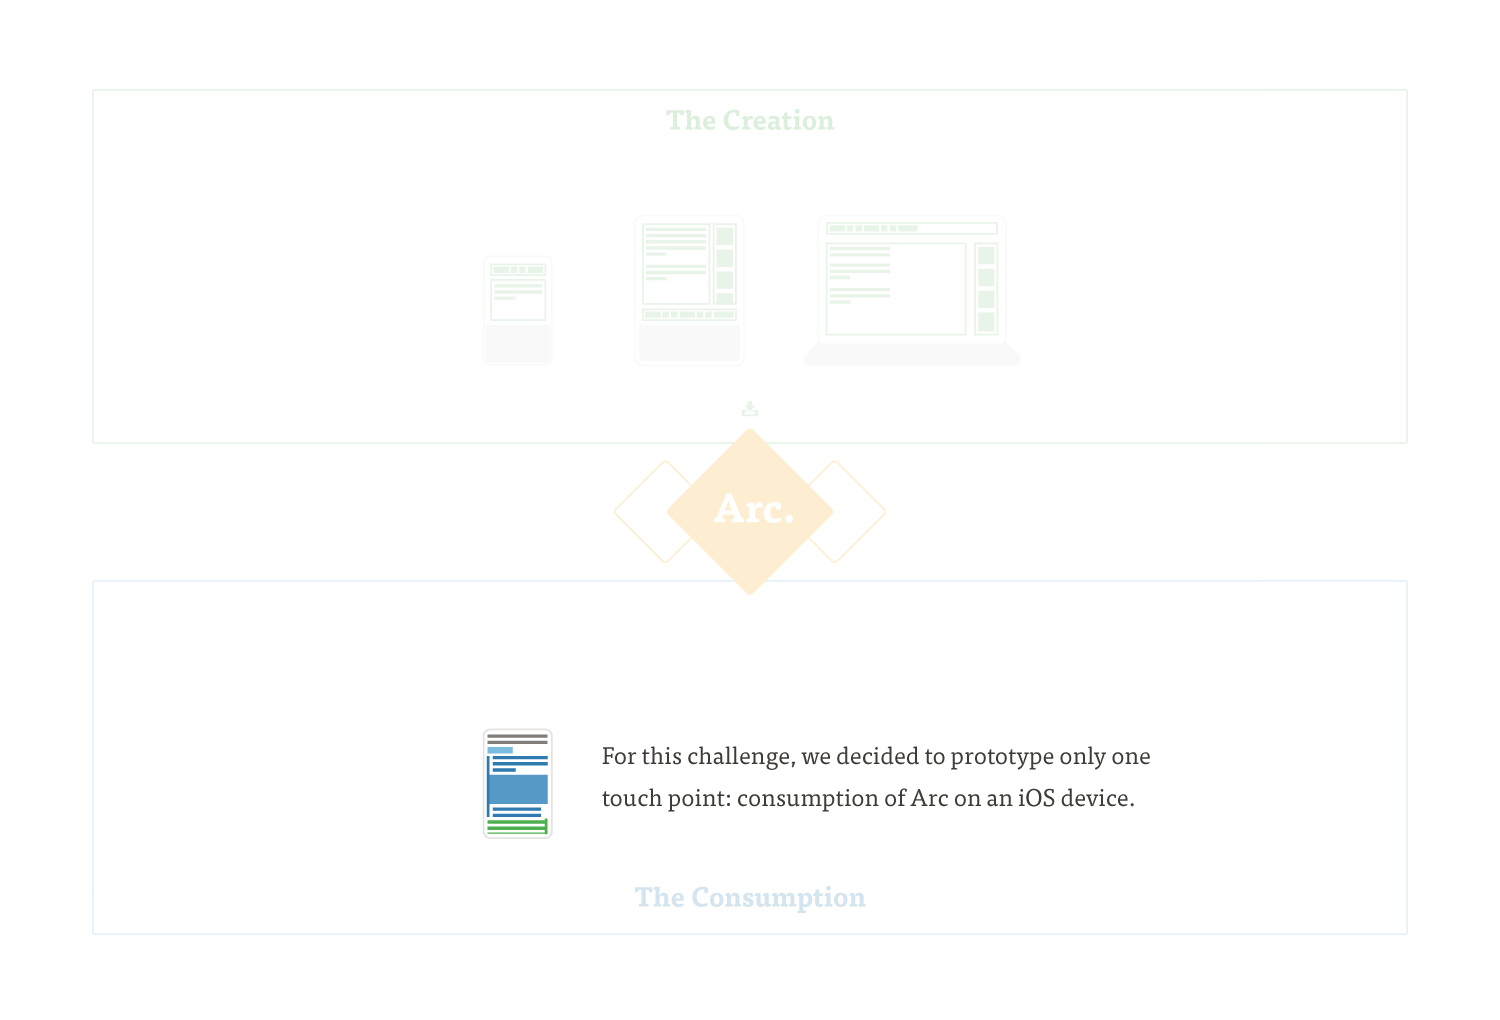 The Creation
Arc.
For this challenge, we decided to prototype only one
touch point: consumption of Arc on an iOS device.
The Consumption